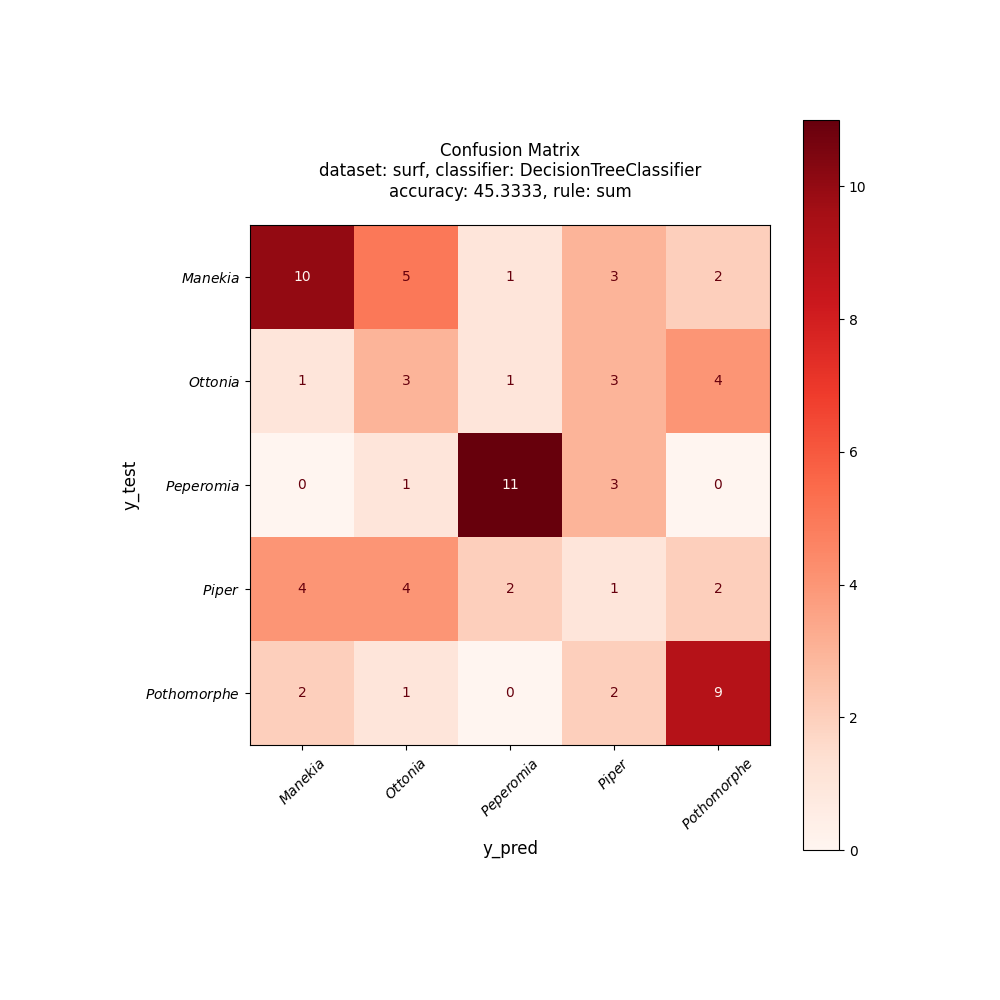 Confusion Matrix
dataset: surf, classifier: DecisionTreeClassifier
accuracy: 45.3333, rule: sum
Manekia 10 5 1 3 2
Ottonia 1 3 1 3 4
Peperomia 0 1 11 3 0
Piper 4 4 2 1 2
Pothomorphe 2 1 0 2 9
y_test
Manekia Ottonia Peperomia Piper Pothomorphe
y_pred
10
8
6
4
2
0